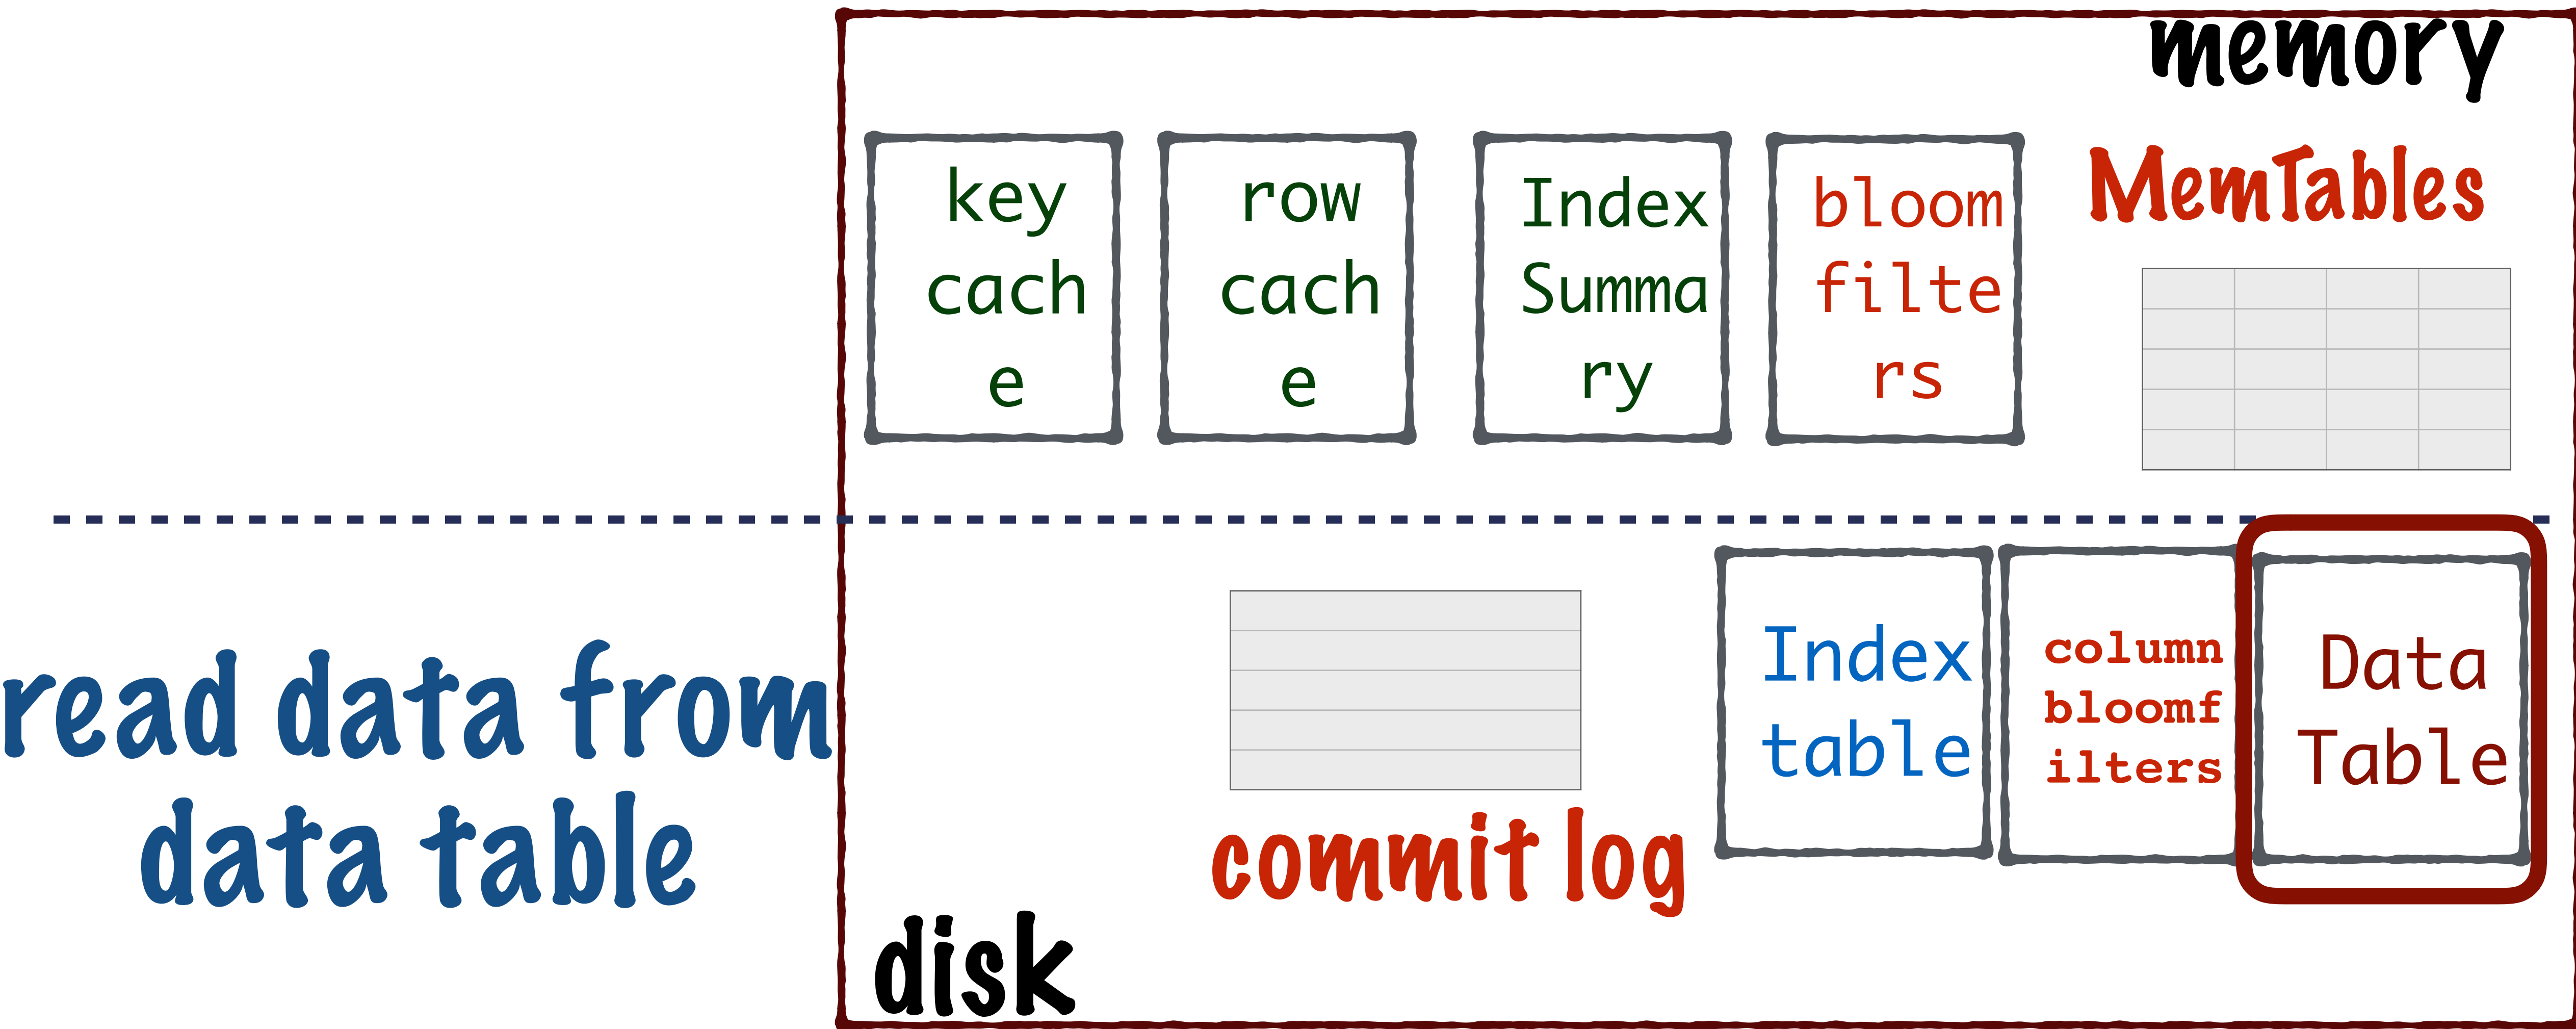 memory
key
cach
e
row
cach
e
Index
Summa
ry
bloom
filte
rs
MemTables
read data from
data table
commit log
Index
table
column
bloomf
ilters
Data
Table
disk